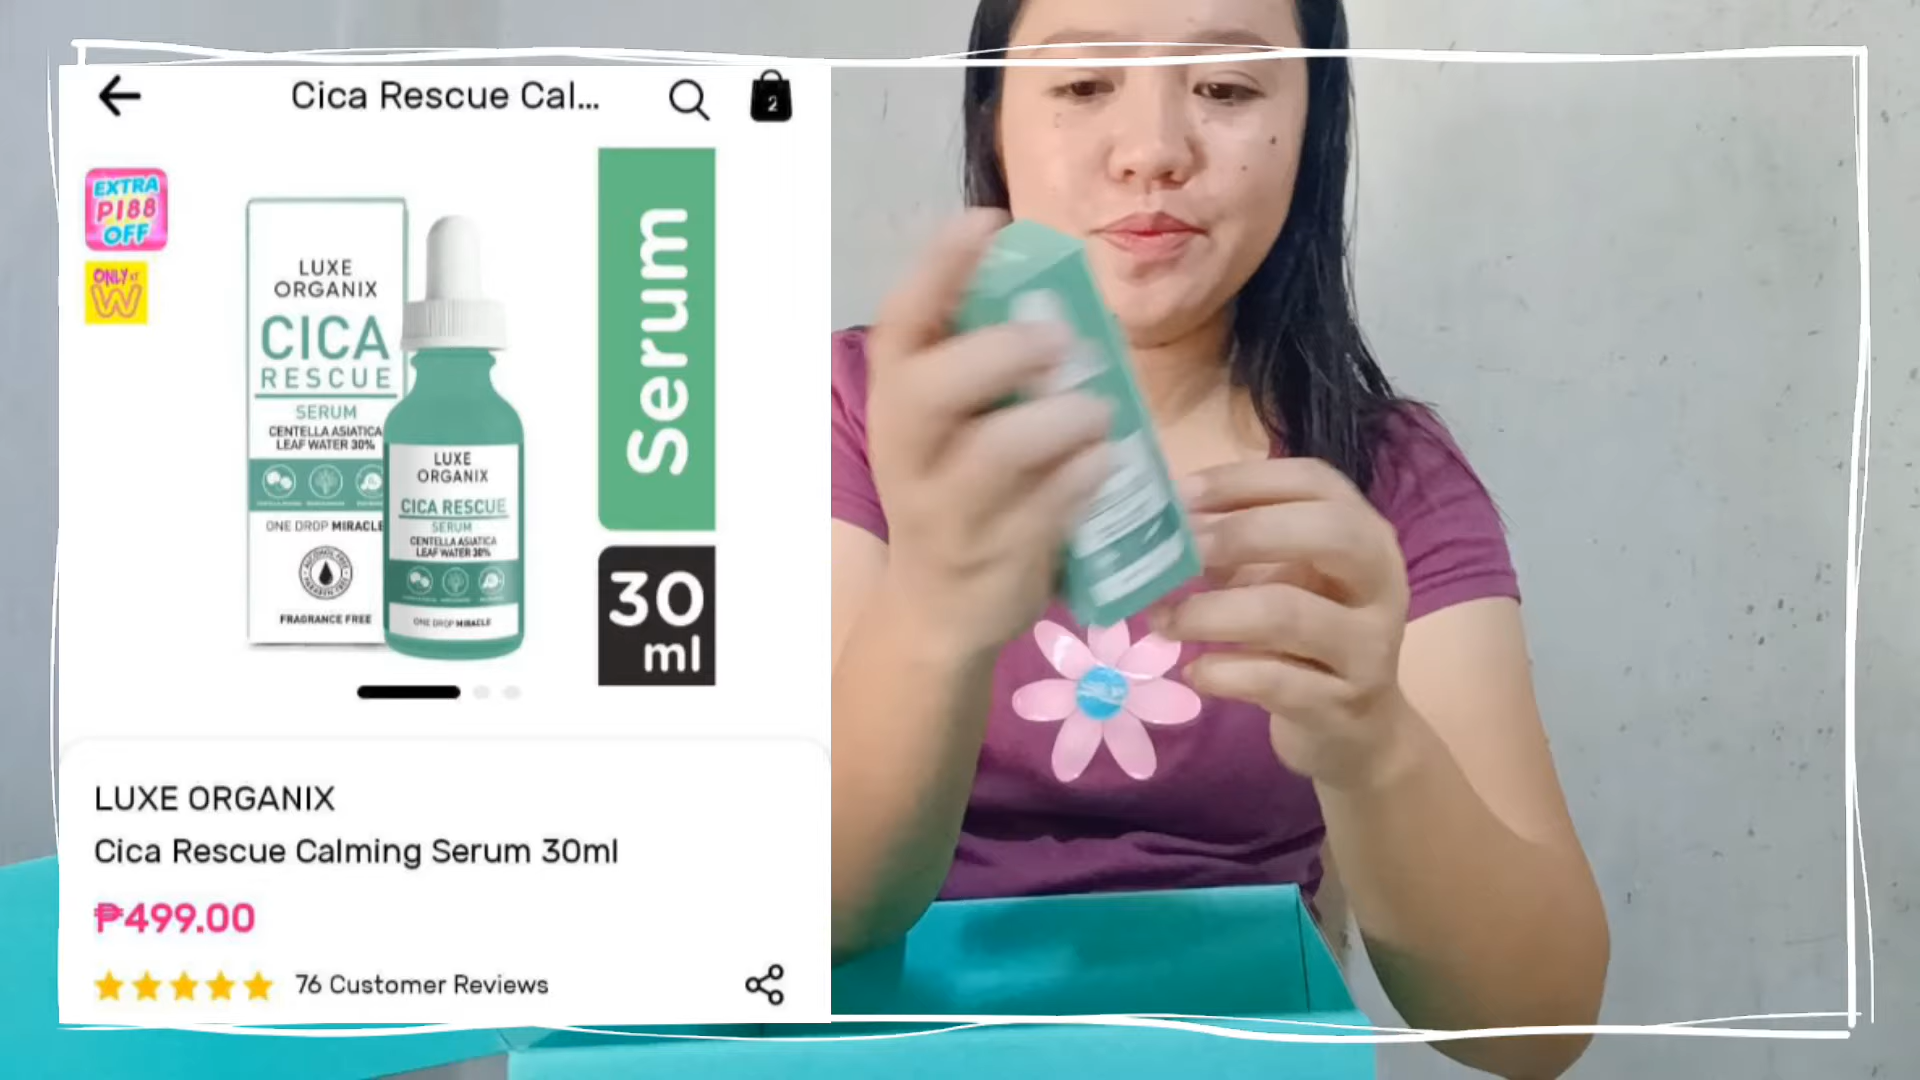 Cica Rescue Cal...
2
EXTRA
P188
OFF
ONLY AT
W
LUXE
ORGANIX
CICA
RESCUE
SERUM
CENTELLA ASIATICA
LEAF WATER 30%
ONE DROP MIRACLE
FRAGRANCE FREE
LUXE
ORGANIX
CICA RESCUE
SERUM
CENTELLA ASIATICA
LEAF WATER 30%
ONE DROP MIRACLE
Serum
30
ml
LUXE ORGANIX
Cica Rescue Calming Serum 30ml
₱499.00
76 Customer Reviews